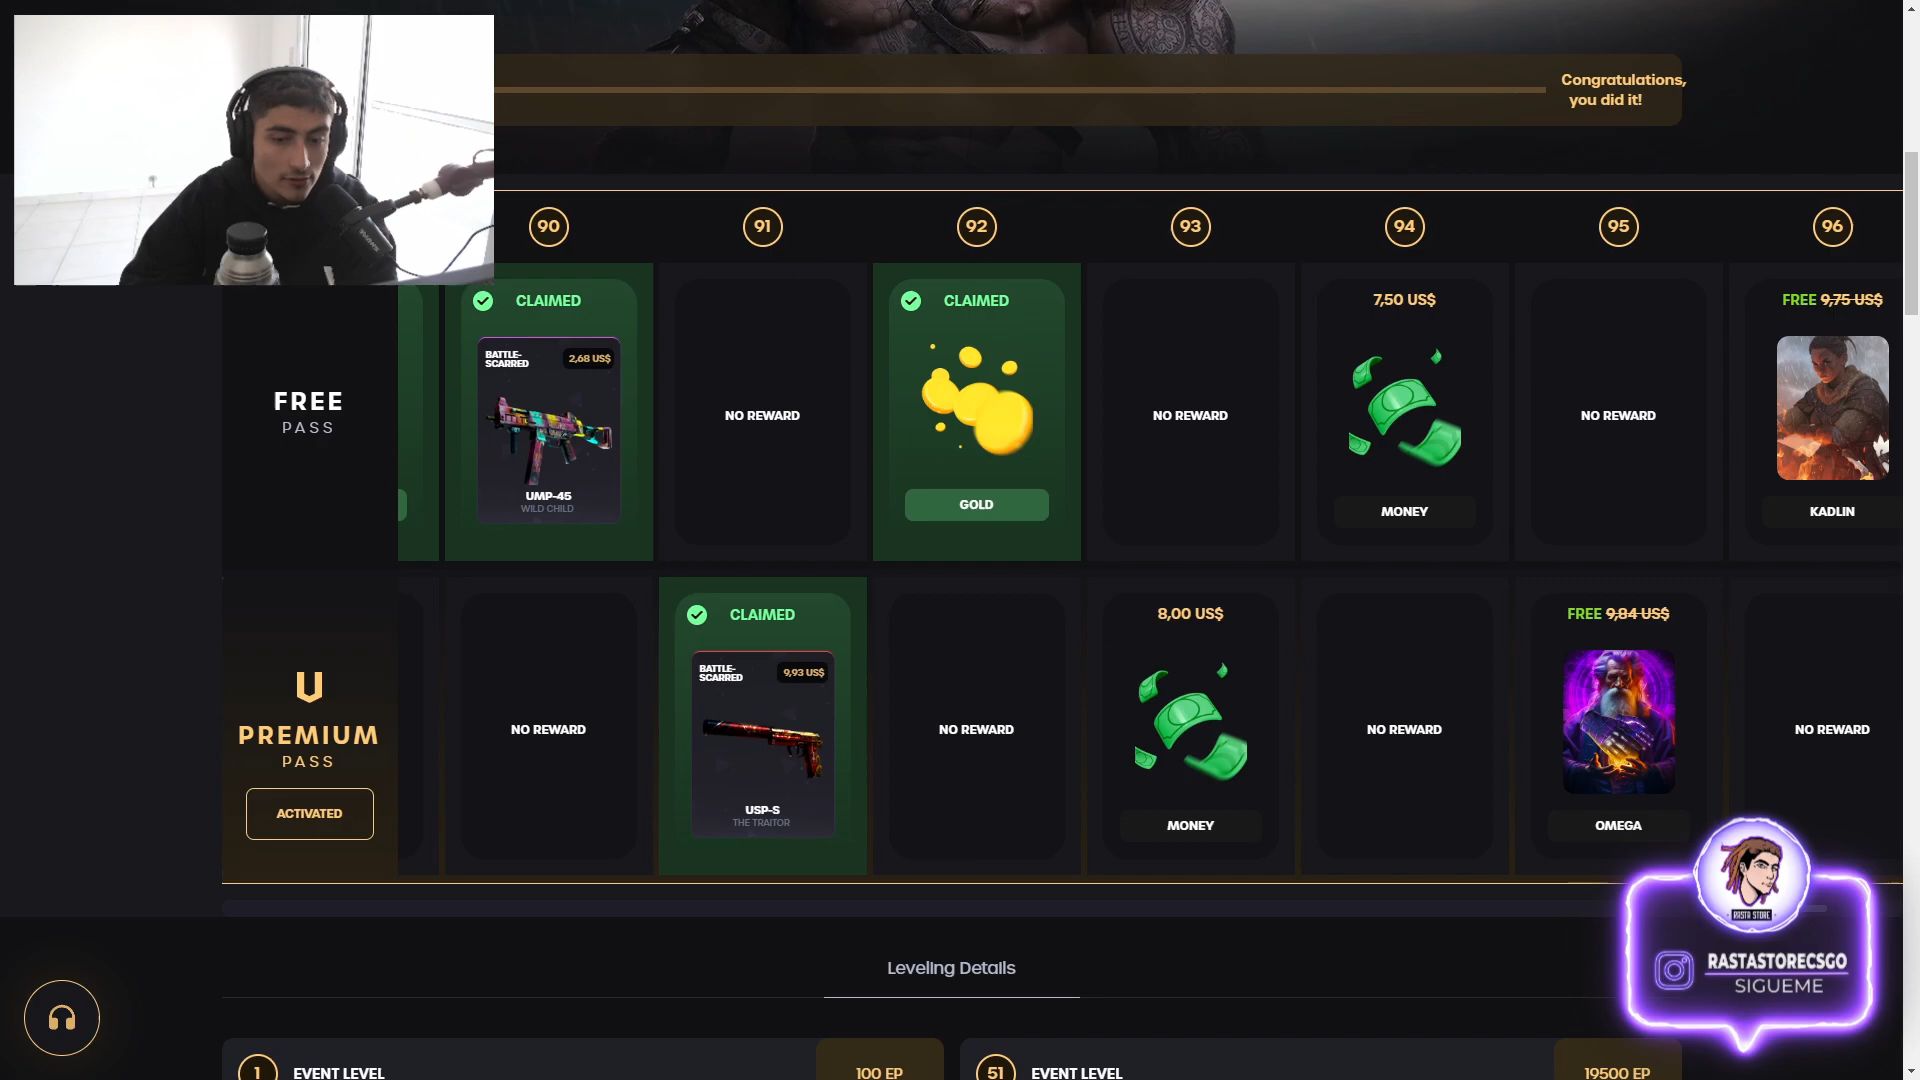 Congratulations,
you did it!
90
91
92
93
94
95
96
FREE
PASS
CLAIMED
BATTLE-
SCARRED
2,68 US$
UMP-45
WILD CHILD
NO REWARD
CLAIMED
GOLD
NO REWARD
7,50 US$
MONEY
NO REWARD
FREE 9,75 US$
KADLIN
PREMIUM
PASS
ACTIVATED
NO REWARD
CLAIMED
BATTLE-
SCARRED
9,93 US$
USP-S
THE TRAITOR
NO REWARD
8,00 US$
MONEY
NO REWARD
FREE 9,84 US$
OMEGA
NO REWARD
RASTA STORE
RASTASTORECSGO
SIGUEME
Leveling Details
1
EVENT LEVEL
100 EP
51
EVENT LEVEL
19500 EP